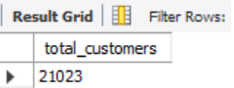 Result Grid Filter Rows:
total_customers
21023